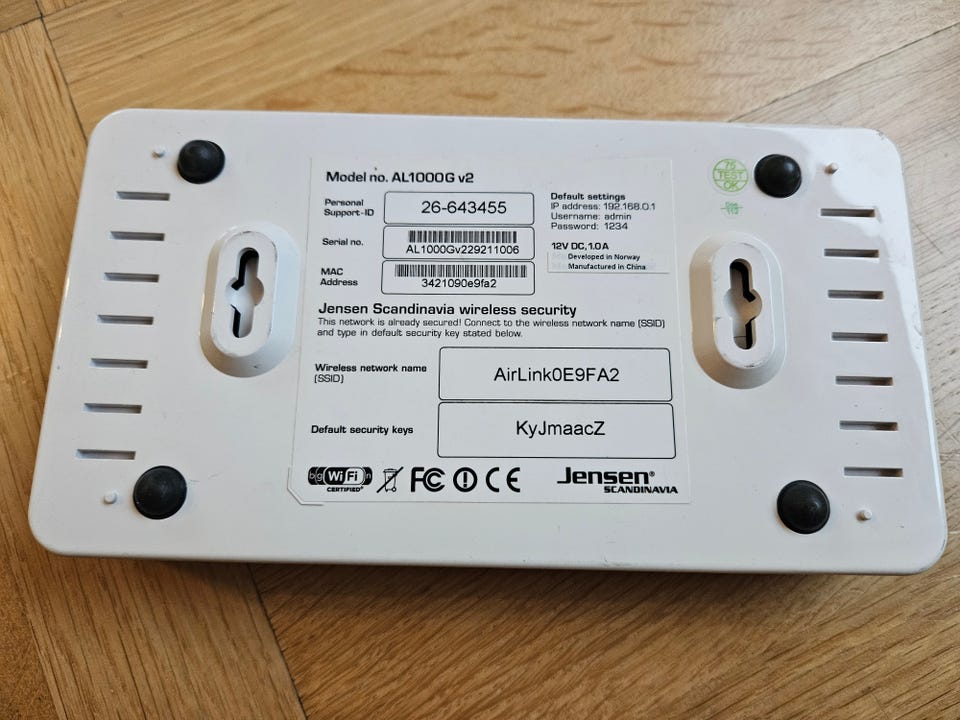 Model no. AL1000G v2
Personal
Support-ID
26-643455
Serial no.
AL1000Gv229211006
MAC
Address
3421090e9fa2
Default settings
IP address: 192.168.0.1
Username: admin
Password: 1234
12V DC, 1.0A
Developed in Norway
Manufactured in China
75
TEST
OK
Jensen Scandinavia wireless security
This network is already secured! Connect to the wireless network name (SSID)
and type in default security key stated below.
Wireless network name
(SSID)
AirLink0E9FA2
Default security keys
KyJmaacZ
b g WiFi n
CERTIFIED
FC CE
Jensen®
SCANDINAVIA